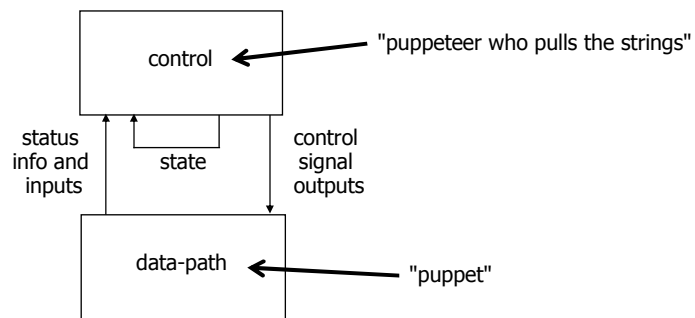 control
"puppeteer who pulls the strings"
status
info and
inputs
state
control
signal
outputs
data-path
"puppet"